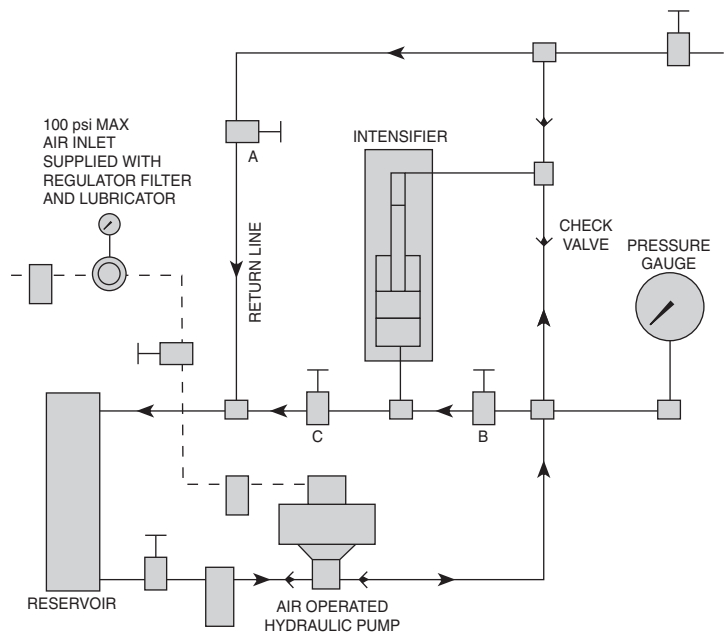 100 psi MAX
AIR INLET
SUPPLIED WITH
REGULATOR FILTER
AND LUBRICATOR
A
INTENSIFIER
RETURN LINE
CHECK
VALVE
PRESSURE
GAUGE
C
B
RESERVOIR
AIR OPERATED
HYDRAULIC PUMP